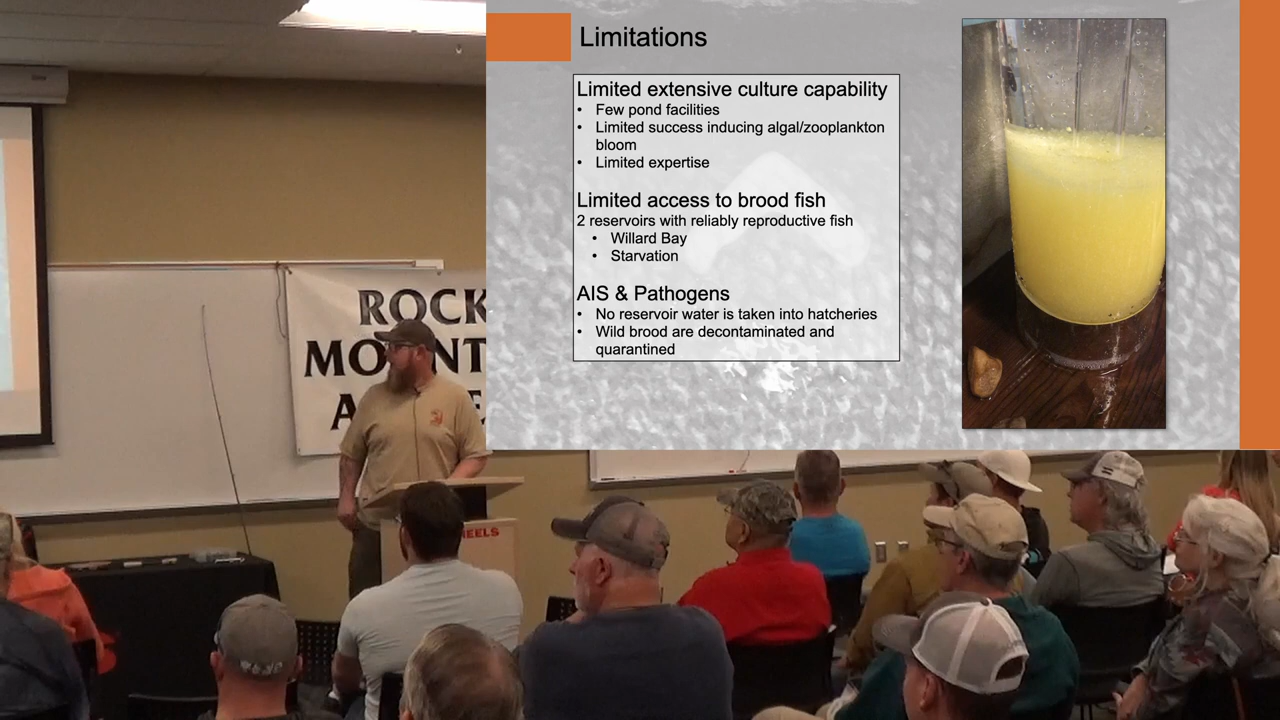 Limitations
Limited extensive culture capability
• Few pond facilities
• Limited success inducing algal/zooplankton
bloom
• Limited expertise
Limited access to brood fish
2 reservoirs with reliably reproductive fish
• Willard Bay
• Starvation
AIS & Pathogens
• No reservoir water is taken into hatcheries
• Wild brood are decontaminated and
quarantined
ROCK